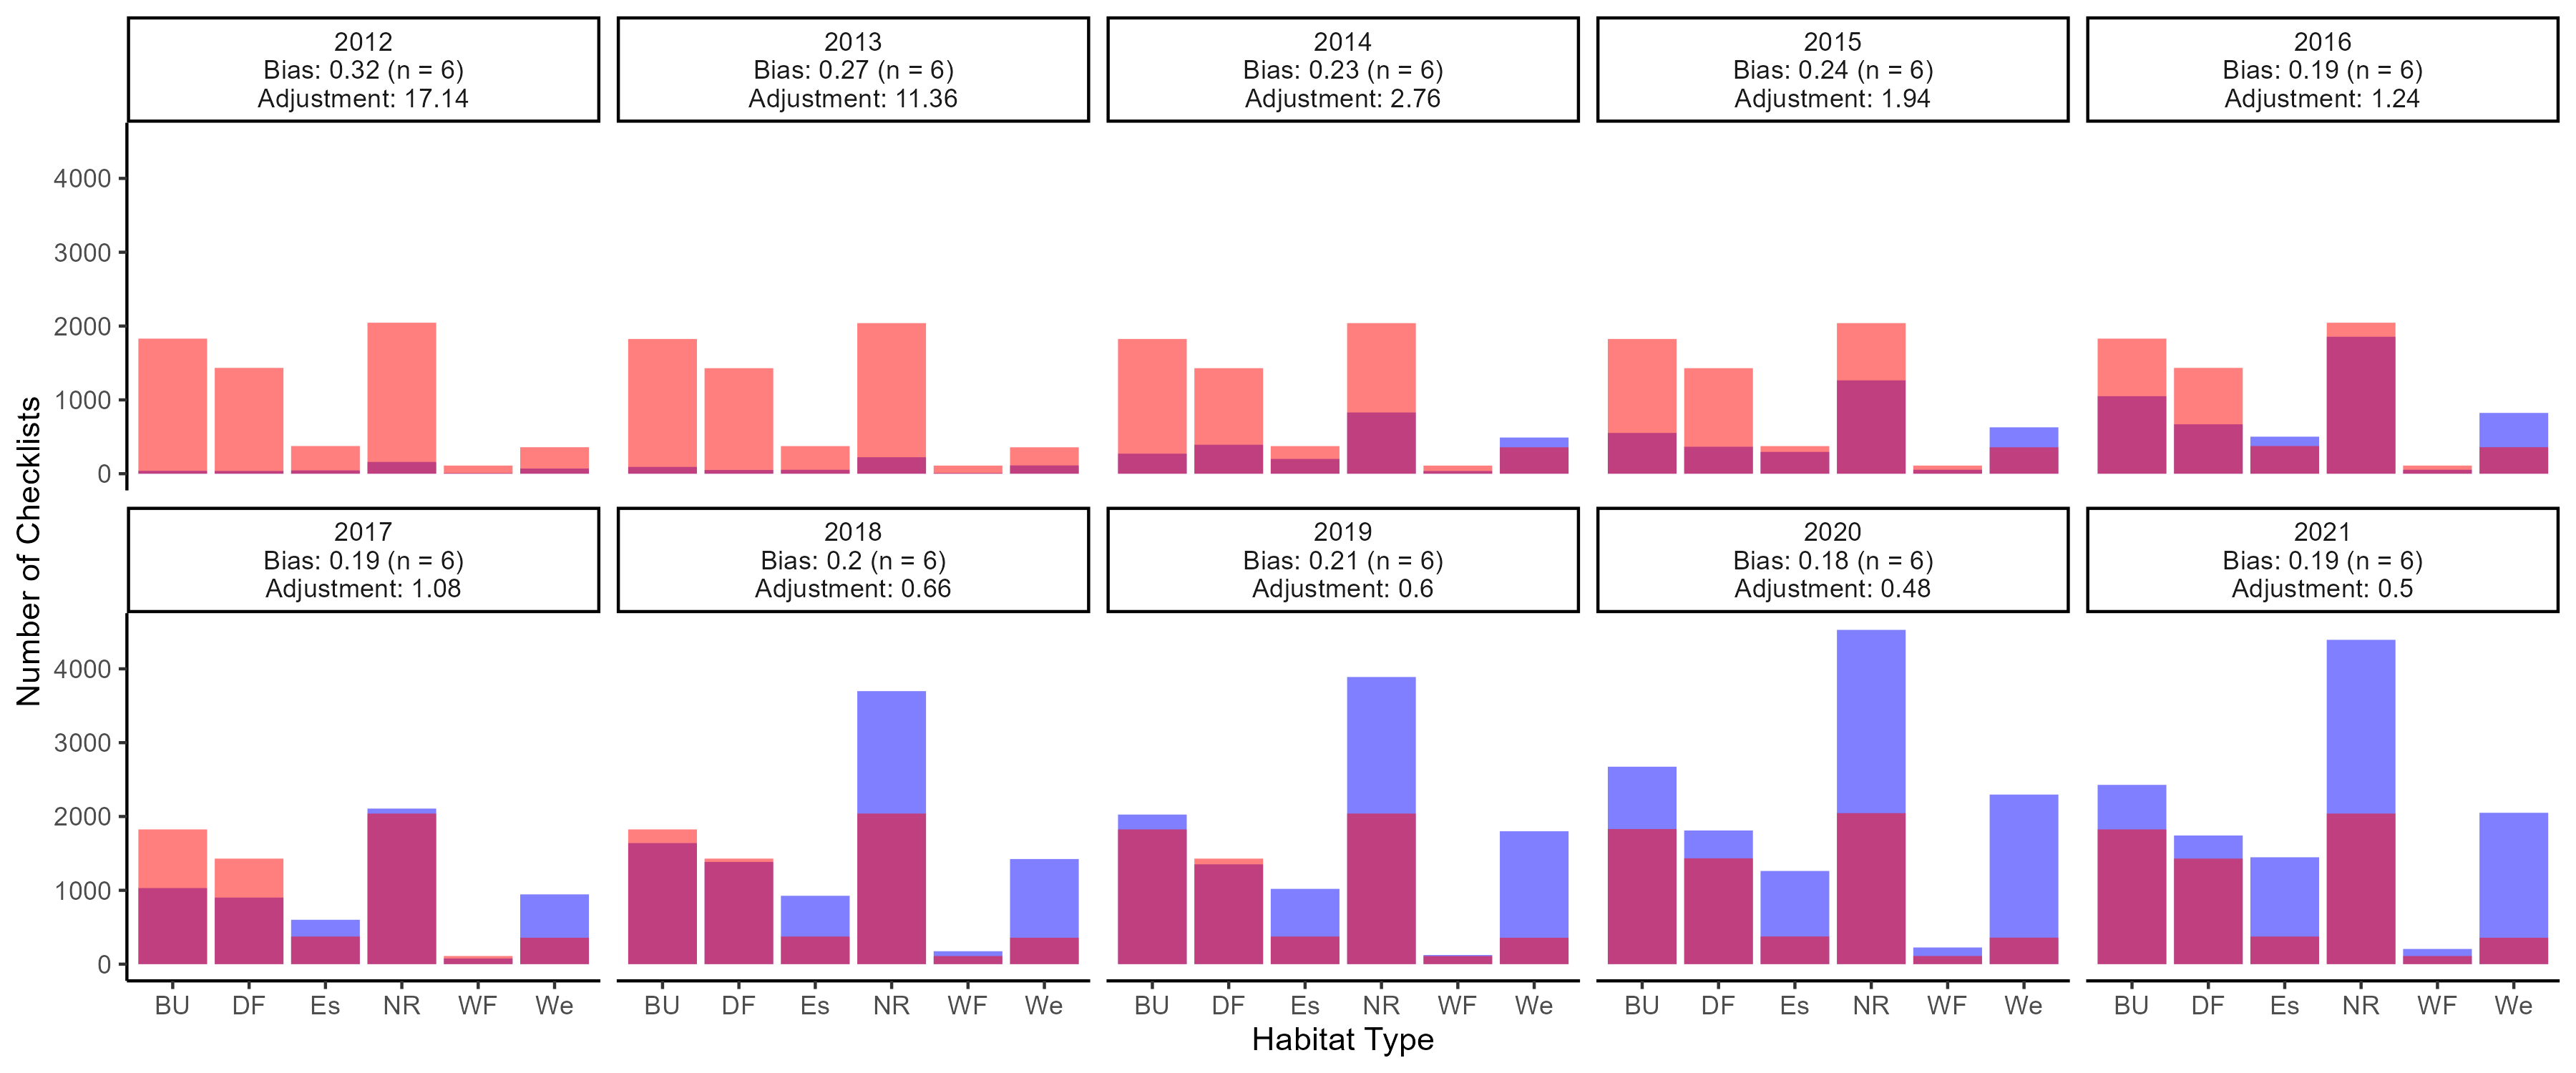 2012
Bias: 0.32 (n = 6)
Adjustment: 17.14
2013
Bias: 0.27 (n = 6)
Adjustment: 11.36
2014
Bias: 0.23 (n = 6)
Adjustment: 2.76
2015
Bias: 0.24 (n = 6)
Adjustment: 1.94
2016
Bias: 0.19 (n = 6)
Adjustment: 1.24
4000
3000
2000
1000
0
Number of Checklists
2017
Bias: 0.19 (n = 6)
Adjustment: 1.08
2018
Bias: 0.2 (n = 6)
Adjustment: 0.66
2019
Bias: 0.21 (n = 6)
Adjustment: 0.6
2020
Bias: 0.18 (n = 6)
Adjustment: 0.48
2021
Bias: 0.19 (n = 6)
Adjustment: 0.5
4000
3000
2000
1000
0
BU DF Es NR WF We
BU DF Es NR WF We
BU DF Es NR WF We
BU DF Es NR WF We
BU DF Es NR WF We
Habitat Type